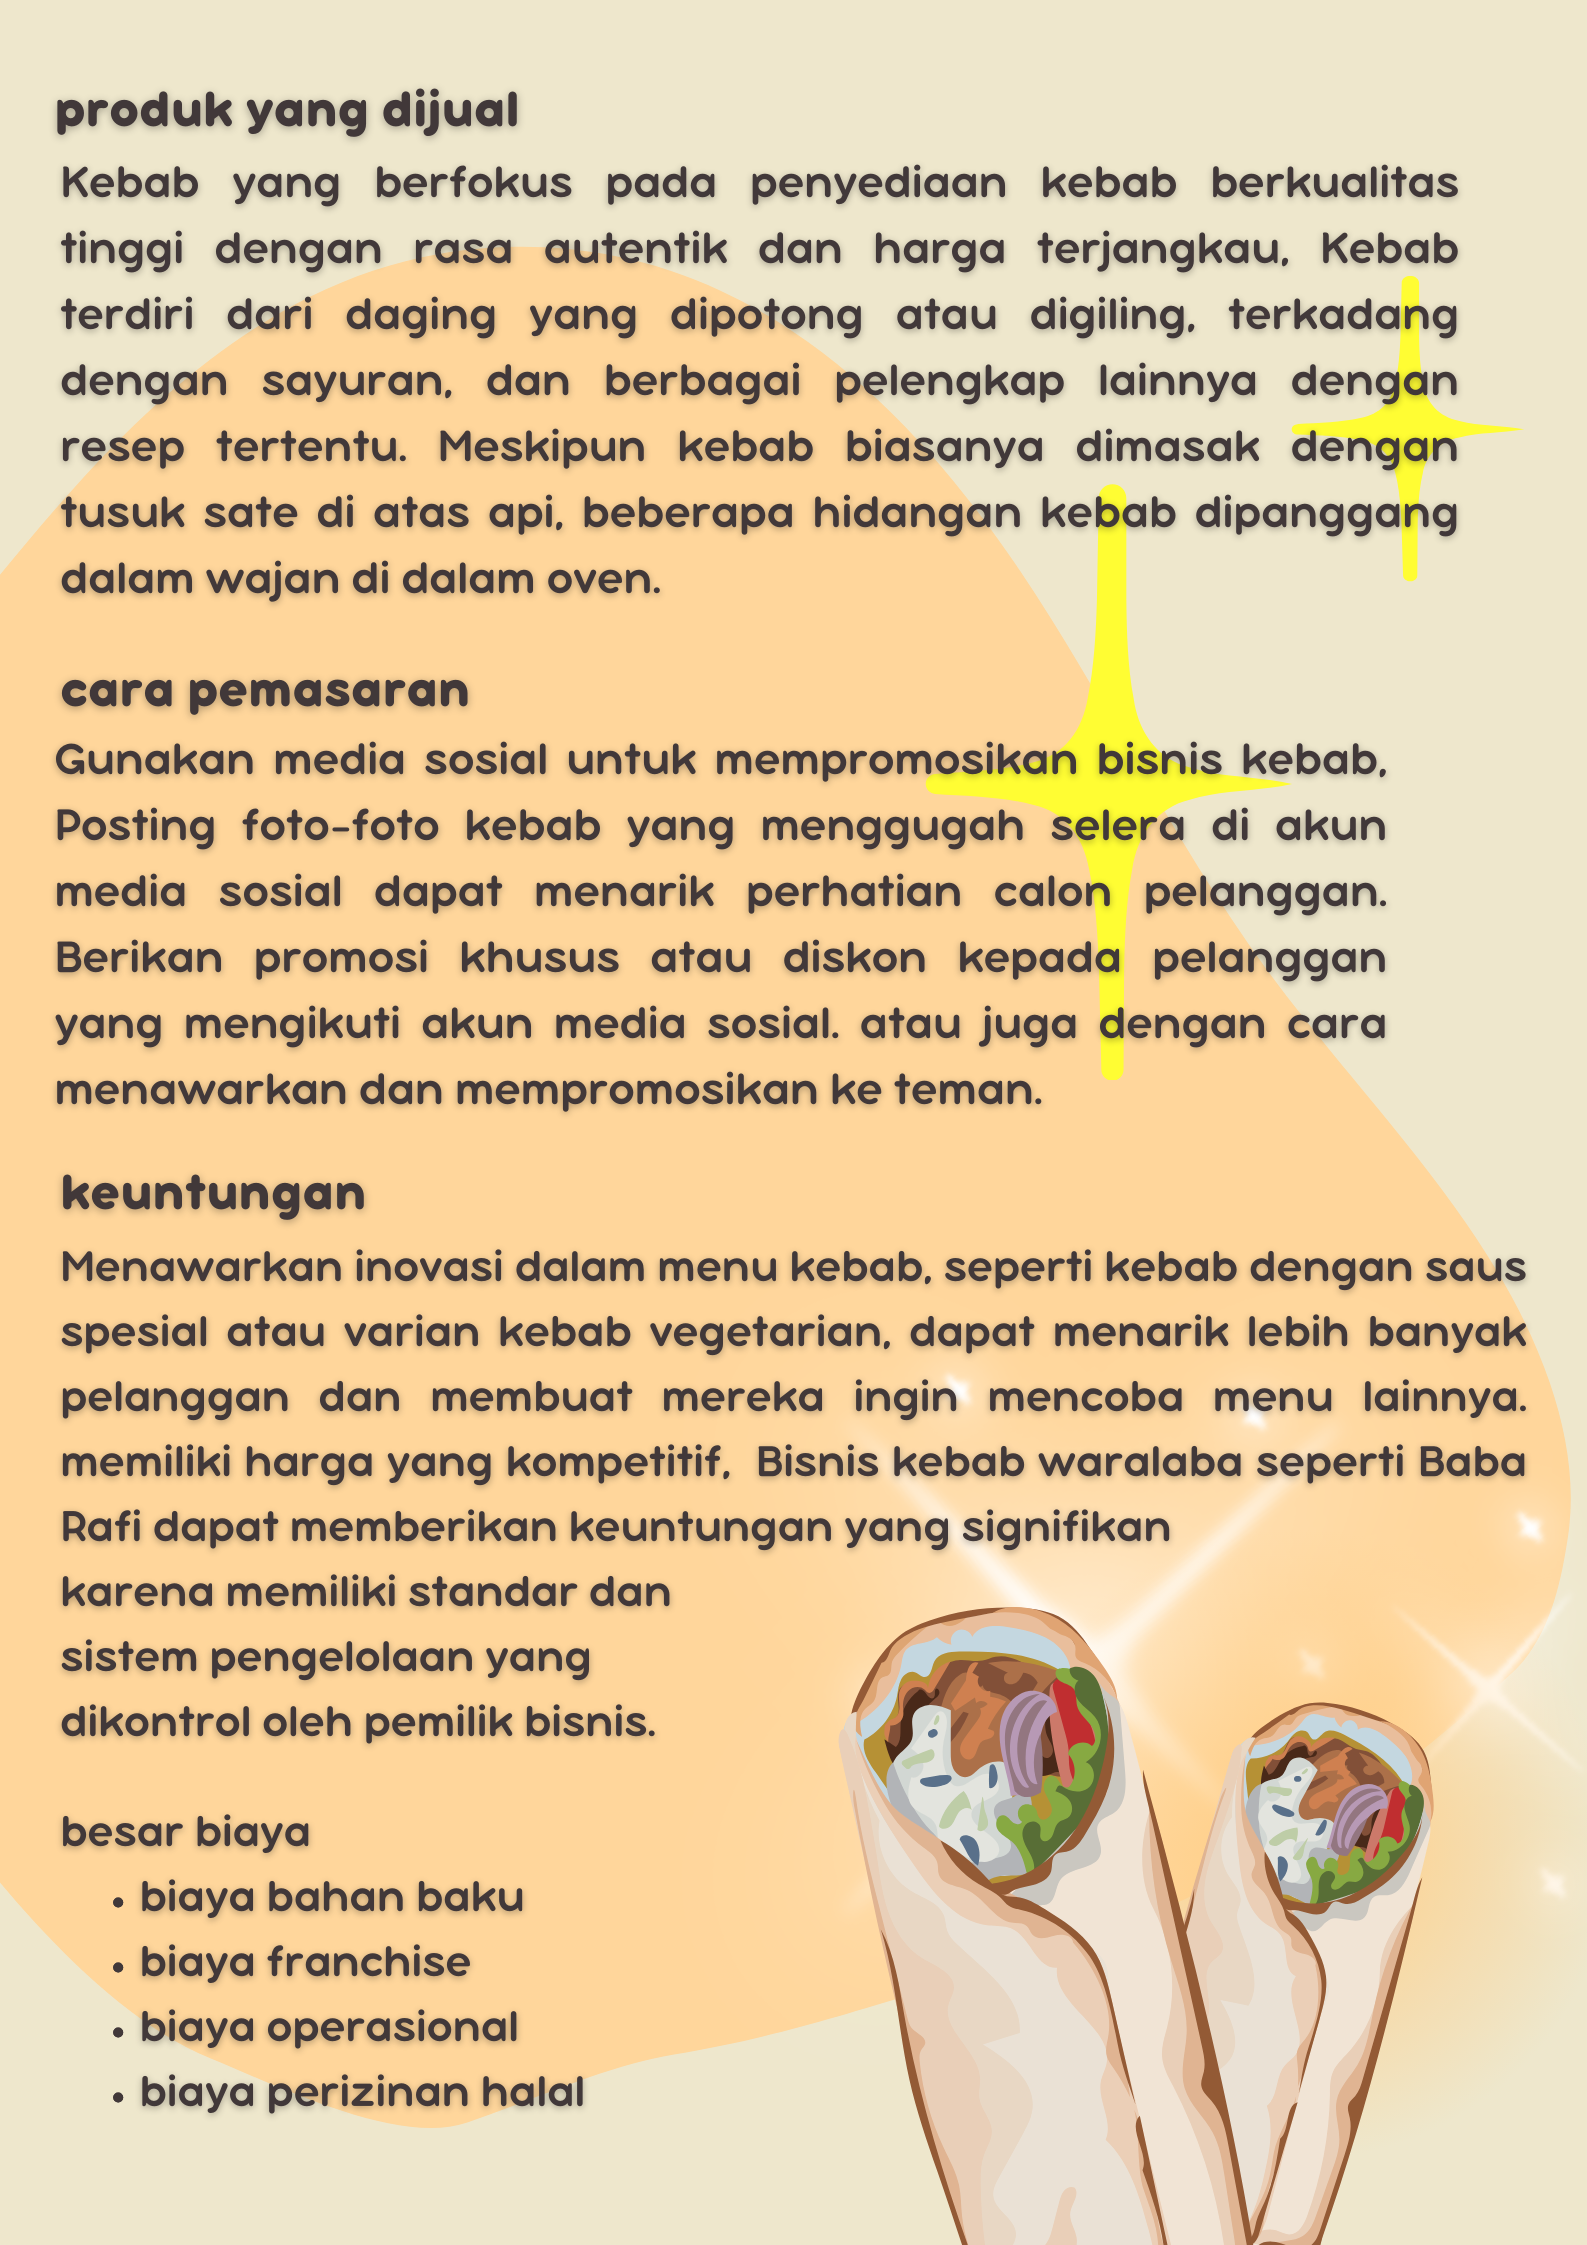 produk yang dijual
Kebab yang berfokus pada penyediaan kebab berkualitas
tinggi dengan rasa autentik dan harga terjangkau, Kebab
terdiri dari daging yang dipotong atau digiling, terkadang
dengan sayuran, dan berbagai pelengkap lainnya dengan
resep tertentu. Meskipun kebab biasanya dimasak dengan
tusuk sate di atas api, beberapa hidangan kebab dipanggang
dalam wajan di dalam oven.
cara pemasaran
Gunakan media sosial untuk mempromosikan bisnis kebab,
Posting foto-foto kebab yang menggugah selera di akun
media sosial dapat menarik perhatian calon pelanggan.
Berikan promosi khusus atau diskon kepada pelanggan
yang mengikuti akun media sosial. atau juga dengan cara
menawarkan dan mempromosikan ke teman.
keuntungan
Menawarkan inovasi dalam menu kebab, seperti kebab dengan saus
spesial atau varian kebab vegetarian, dapat menarik lebih banyak
pelanggan dan membuat mereka ingin mencoba menu lainnya.
memiliki harga yang kompetitif, Bisnis kebab waralaba seperti Baba
Rafi dapat memberikan keuntungan yang signifikan
karena memiliki standar dan
sistem pengelolaan yang
dikontrol oleh pemilik bisnis.
besar biaya
• biaya bahan baku
• biaya franchise
• biaya operasional
• biaya perizinan halal